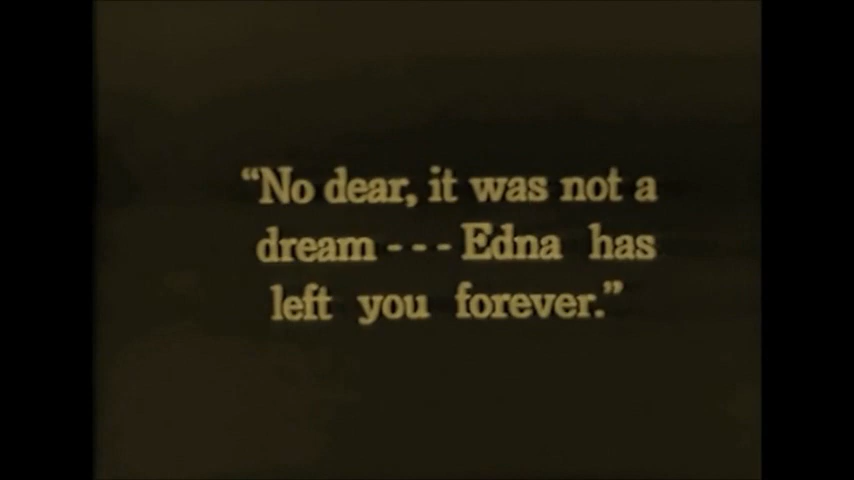 “No dear, it was not a
dream - - - Edna has
left you forever.”